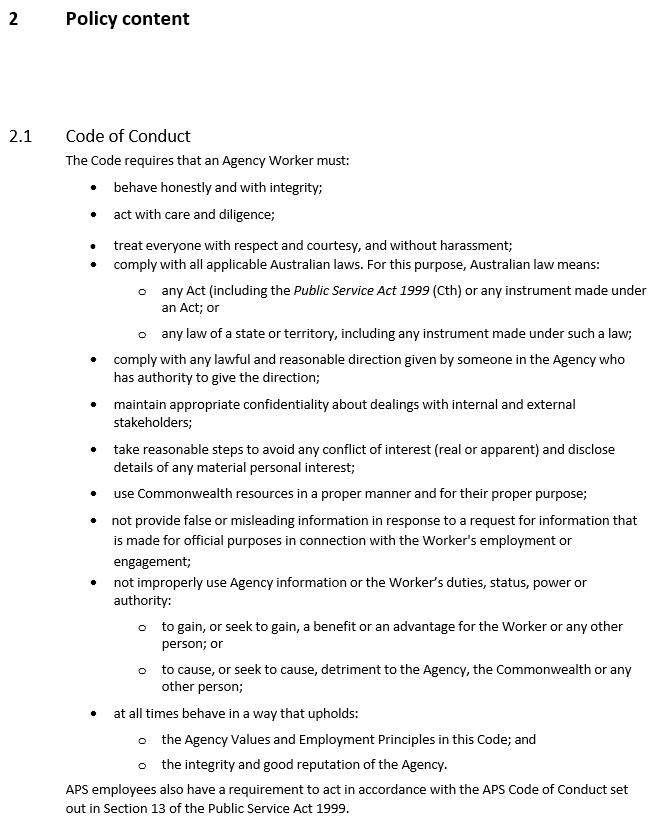 2 Policy content
2.1 Code of Conduct
The Code requires that an Agency Worker must:
• behave honestly and with integrity;
• act with care and diligence;
• treat everyone with respect and courtesy, and without harassment;
• comply with all applicable Australian laws. For this purpose, Australian law means:
o any Act (including the Public Service Act 1999 (Cth) or any instrument made under
an Act; or
o any law of a state or territory, including any instrument made under such a law;
• comply with any lawful and reasonable direction given by someone in the Agency who
has authority to give the direction;
• maintain appropriate confidentiality about dealings with internal and external
stakeholders;
• take reasonable steps to avoid any conflict of interest (real or apparent) and disclose
details of any material personal interest;
• use Commonwealth resources in a proper manner and for their proper purpose;
• not provide false or misleading information in response to a request for information that
is made for official purposes in connection with the Worker's employment or
engagement;
• not improperly use Agency information or the Worker’s duties, status, power or
authority:
o to gain, or seek to gain, a benefit or an advantage for the Worker or any other
person; or
o to cause, or seek to cause, detriment to the Agency, the Commonwealth or any
other person;
• at all times behave in a way that upholds:
o the Agency Values and Employment Principles in this Code; and
o the integrity and good reputation of the Agency.
APS employees also have a requirement to act in accordance with the APS Code of Conduct set
out in Section 13 of the Public Service Act 1999.